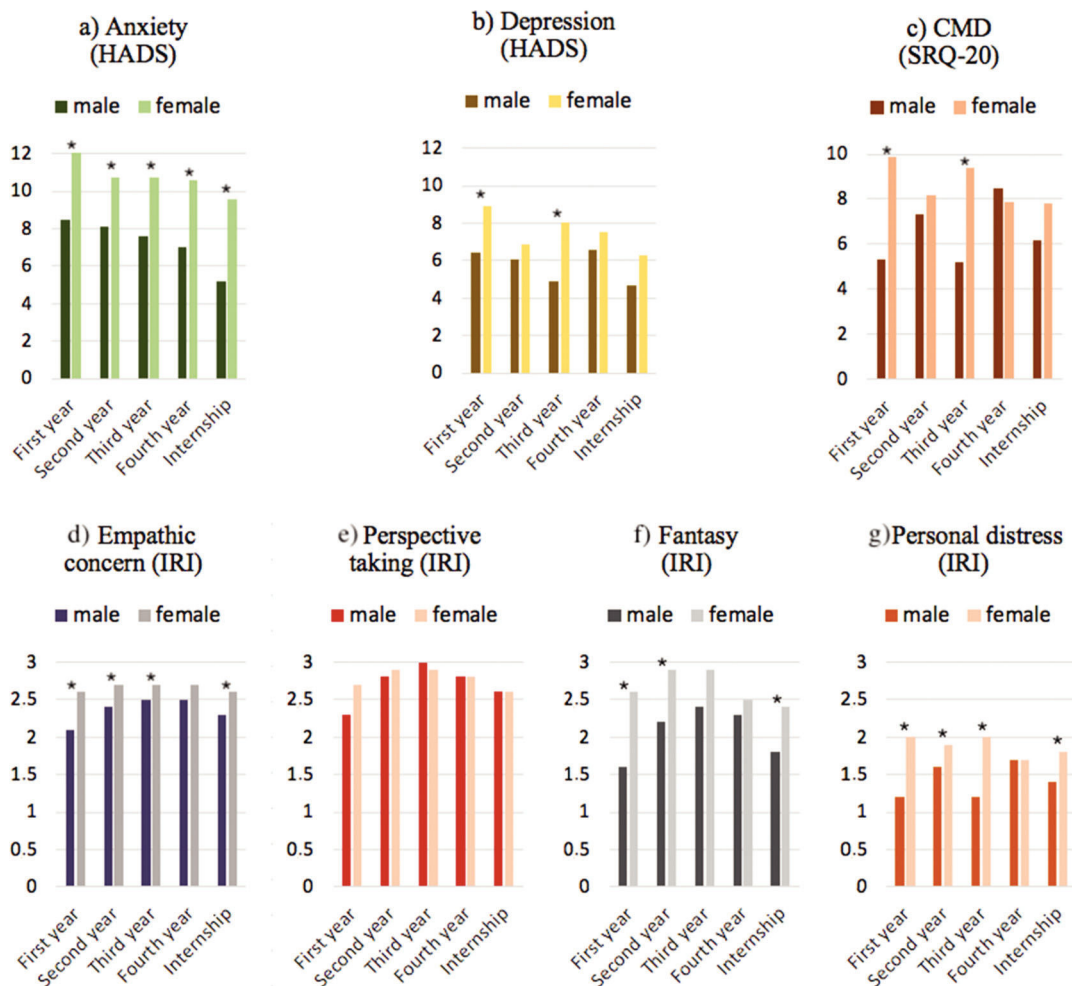 a) Anxiety
(HADS)
male female
12
10
8
6
4
2
0
* * * * *
First year
Second year
Third year
Fourth year
Internship
b) Depression
(HADS)
male female
12
10
8
6
4
2
0
* *
First year
Second year
Third year
Fourth year
Internship
c) CMD
(SRQ-20)
male female
10
8
6
4
2
0
* *
First year
Second year
Third year
Fourth year
Internship
d) Empathic
concern (IRI)
male female
3
2.5
2
1.5
1
0.5
0
* * * *
First year
Second year
Third year
Fourth year
Internship
e) Perspective
taking (IRI)
male female
3
2.5
2
1.5
1
0.5
0
First year
Second year
Third year
Fourth year
Internship
f) Fantasy
(IRI)
male female
3
2.5
2
1.5
1
0.5
0
* * *
First year
Second year
Third year
Fourth year
Internship
g) Personal distress
(IRI)
male female
3
2.5
2
1.5
1
0.5
0
* * * *
First year
Second year
Third year
Fourth year
Internship